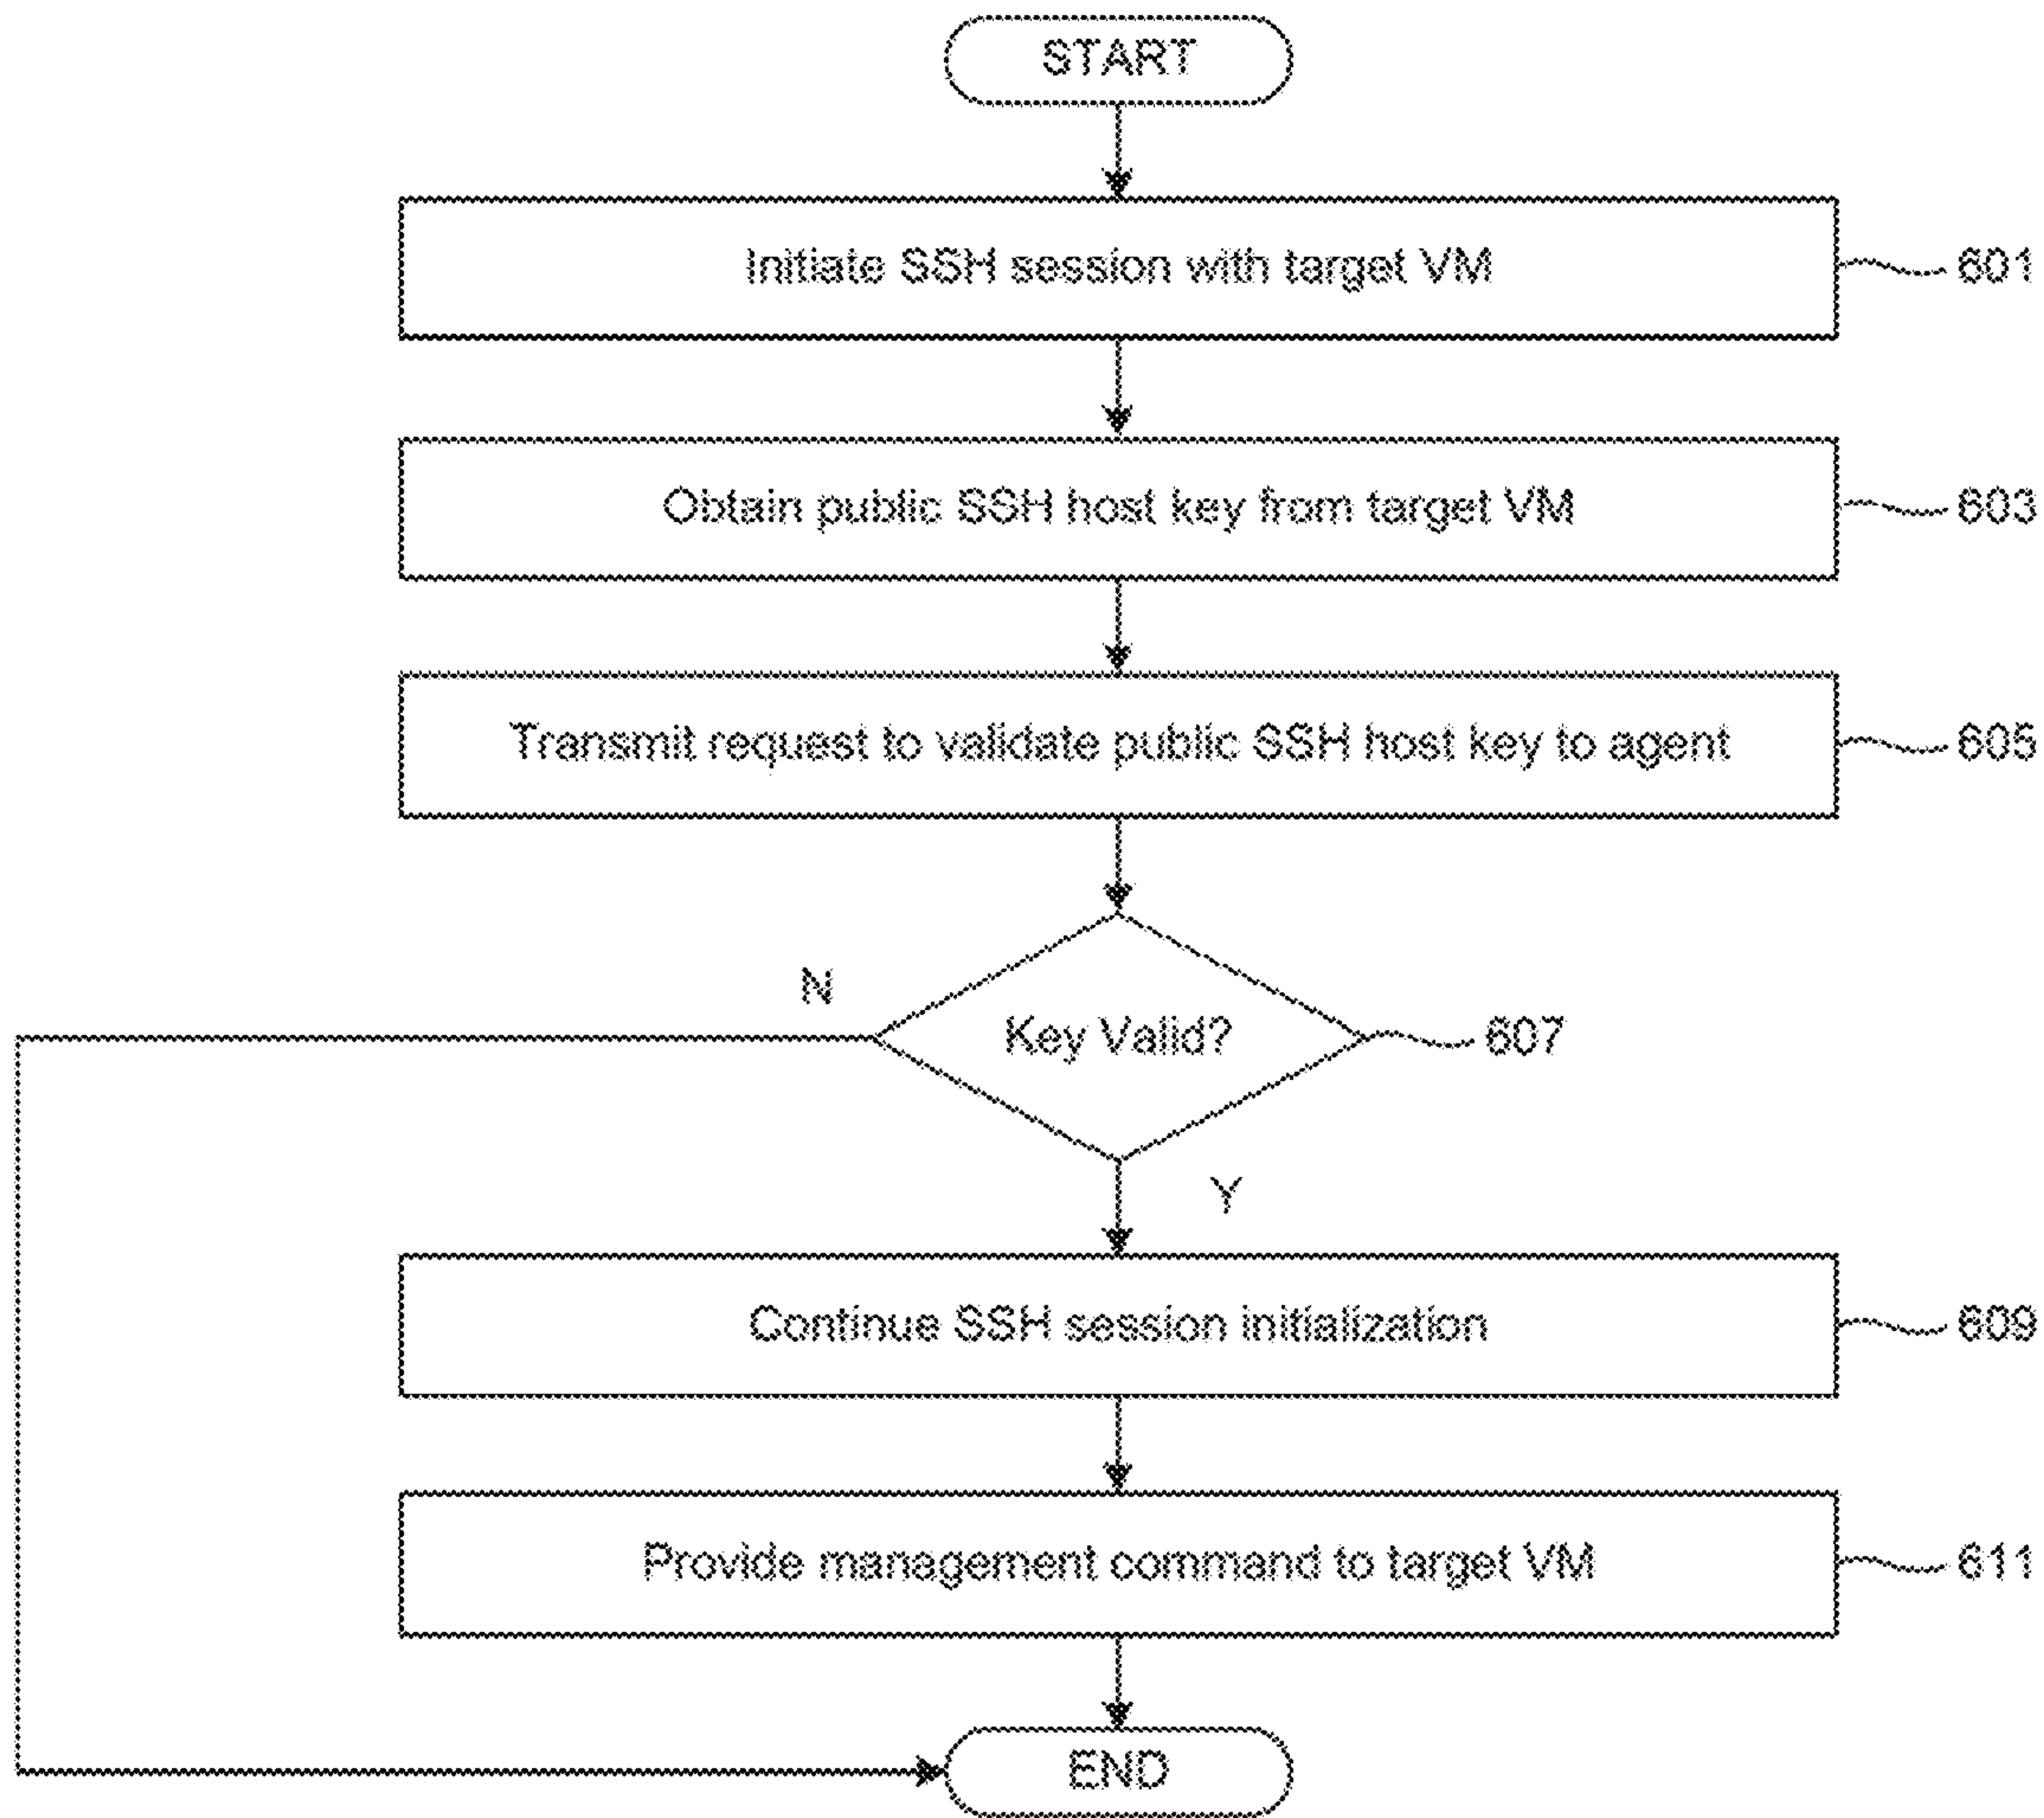 START
Initiate SSH session with target VM
601
Obtain public SSH host key from target VM
603
Transmit request to validate public SSH host key to agent
605
N
Key Valid?
607
Y
Continue SSH session initialization
609
Provide management command to target VM
611
END